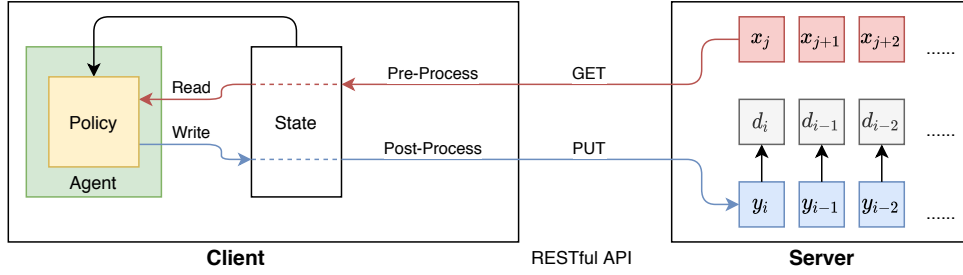 Policy
Agent
Read
Write
State
Pre-Process
GET
Post-Process
PUT
x_j x_{j+1} x_{j+2} ......
d_i d_{i-1} d_{i-2} ......
y_i y_{i-1} y_{i-2} ......
Client
RESTful API
Server